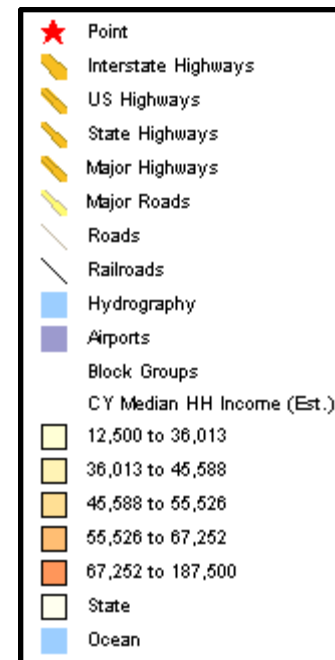 Point
Interstate Highways
US Highways
State Highways
Major Highways
Major Roads
Roads
Railroads
Hydrography
Airports
Block Groups
CY Median HH Income (Est.)
12,500 to 36,013
36,013 to 45,588
45,588 to 55,526
55,526 to 67,252
67,252 to 187,500
State
Ocean